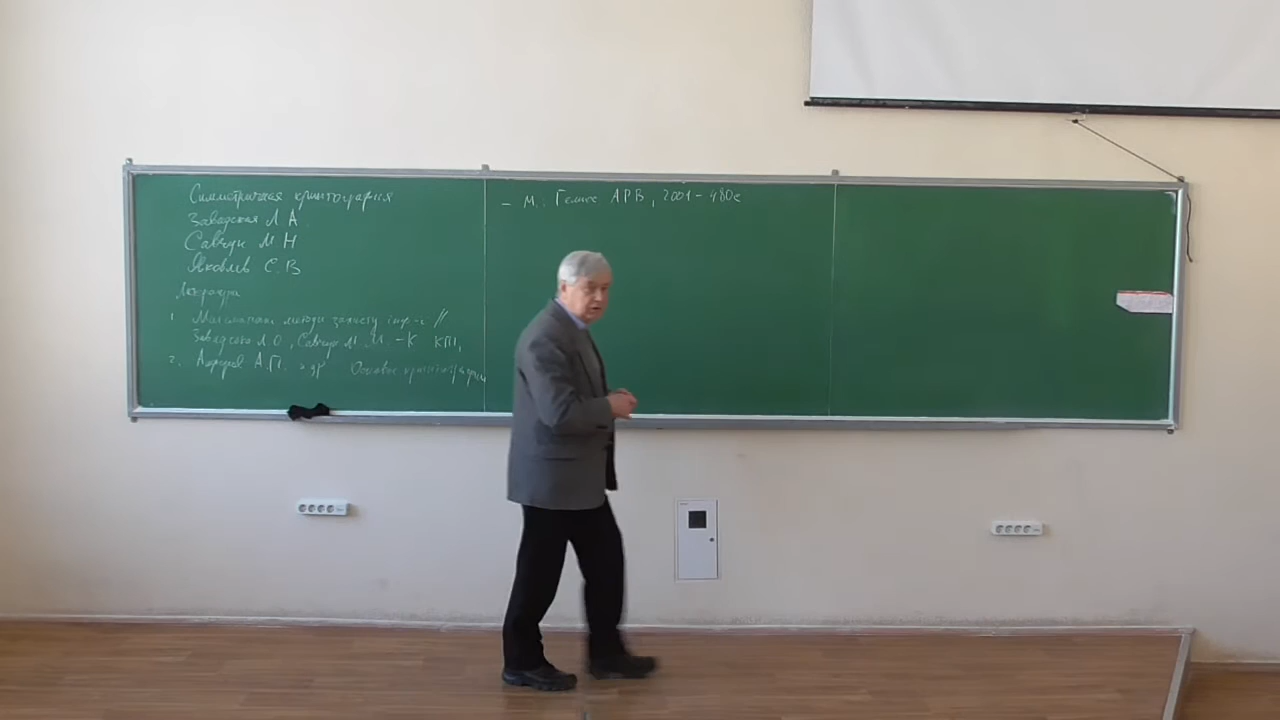 Симметричная криптография
Завадская Л А
Савчук М Н
Яковлев С. В
Литература
1 Математичні методи захисту інф-ї //
Завадська Л.О, Савчук М. М. - К КПІ,
2. А.П. и др Основы криптографии
- М.: Гелиос АРВ, 2001 - 480с